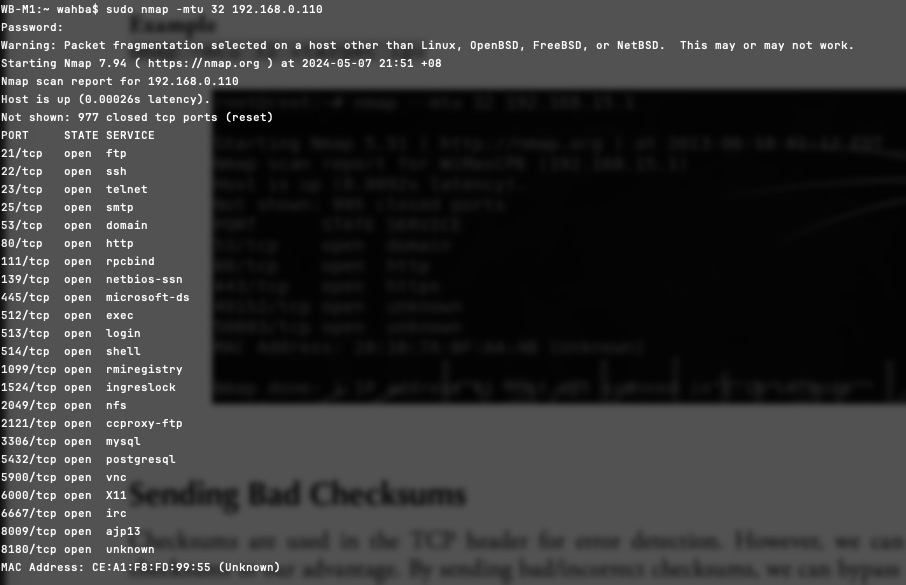 WB-M1:~ wahba$ sudo nmap -mtu 32 192.168.0.110
Password:
Warning: Packet fragmentation selected on a host other than Linux, OpenBSD, FreeBSD, or NetBSD.  This may or may not work.
Starting Nmap 7.94 ( https://nmap.org ) at 2024-05-07 21:51 +08
Nmap scan report for 192.168.0.110
Host is up (0.00026s latency).
Not shown: 977 closed tcp ports (reset)
PORT     STATE SERVICE
21/tcp   open  ftp
22/tcp   open  ssh
23/tcp   open  telnet
25/tcp   open  smtp
53/tcp   open  domain
80/tcp   open  http
111/tcp  open  rpcbind
139/tcp  open  netbios-ssn
445/tcp  open  microsoft-ds
512/tcp  open  exec
513/tcp  open  login
514/tcp  open  shell
1099/tcp open  rmiregistry
1524/tcp open  ingreslock
2049/tcp open  nfs
2121/tcp open  ccproxy-ftp
3306/tcp open  mysql
5432/tcp open  postgresql
5900/tcp open  vnc
6000/tcp open  X11
6667/tcp open  irc
8009/tcp open  ajp13
8180/tcp open  unknown
MAC Address: CE:A1:F8:FD:99:55 (Unknown)
Example
Sending Bad Checksums
Checksums are used in the TCP header for error detection. However, we can
advantage. By sending bad/incorrect checksums, we can bypass